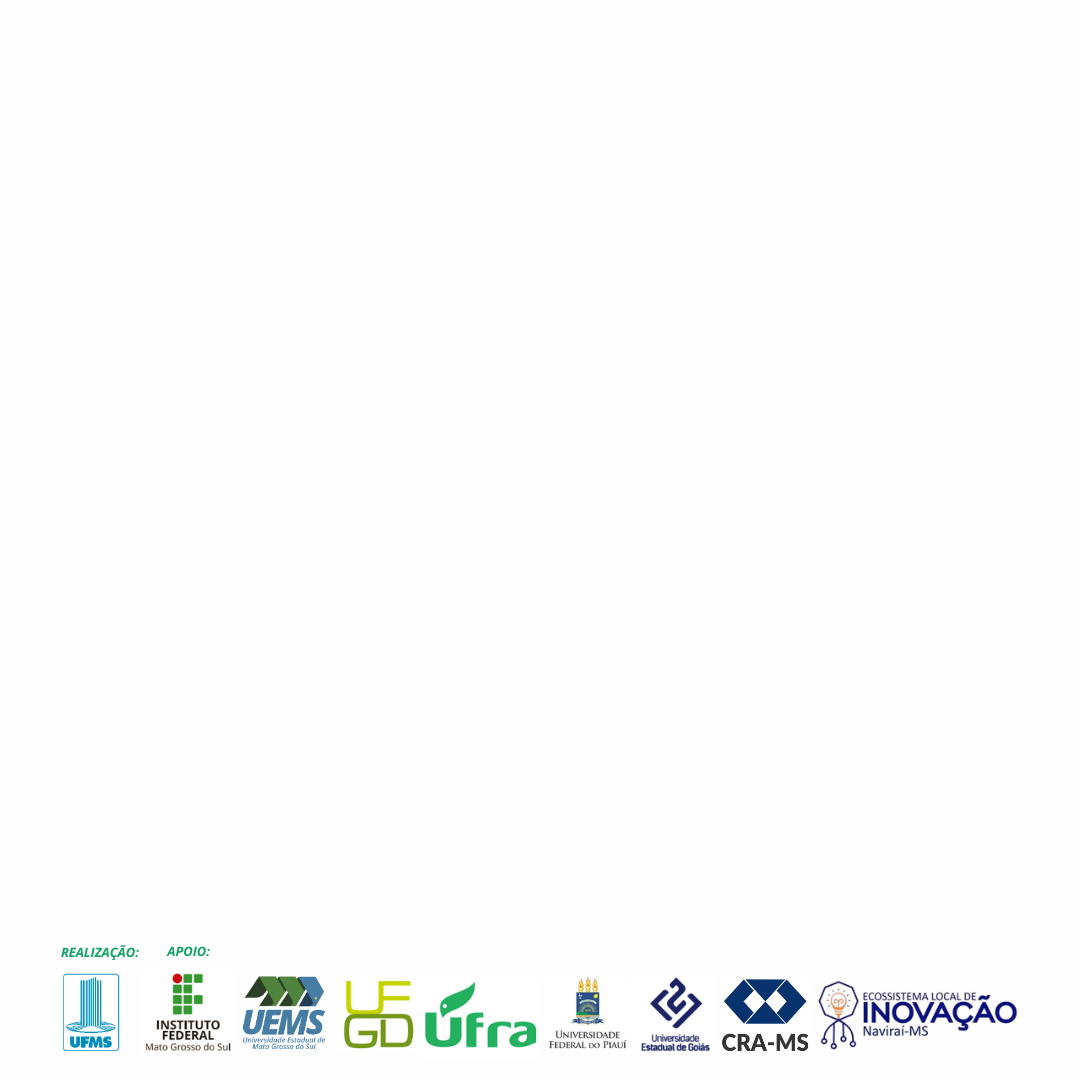 REALIZAÇÃO:
APOIO:
UFMS
INSTITUTO
FEDERAL
Mato Grosso do Sul
UEMS
Universidade Estadual de
Mato Grosso do Sul
UF
GD
Ufra
UNIVERSIDADE
FEDERAL DO PIAUÍ
Universidade
Estadual de Goiás
CRA-MS
ECOSSISTEMA LOCAL DE
INOVAÇÃO
Naviraí-MS